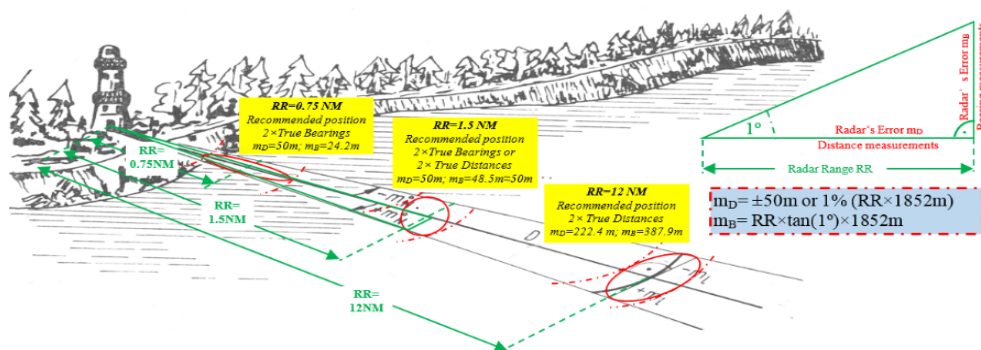 RR=0.75 NM
Recommended position
2×True Bearings
mD=50m; mB=24.2m
RR=1.5 NM
Recommended position
2×True Bearings or
2× True Distances
mD=50m; mB=48.5m≈50m
RR=12 NM
Recommended position
2× True Distances
mD=222.4 m; mB=387.9m
RR=
0.75NM
RR=
1.5NM
RR=
12NM
D
-ml
+ml
1°
Radar's Error mD
Distance measurements
Radar's Error mB
Bearing measurements
Radar Range RR
mD= ±50m or 1% (RR×1852m)
mB= RR×tan(1°)×1852m